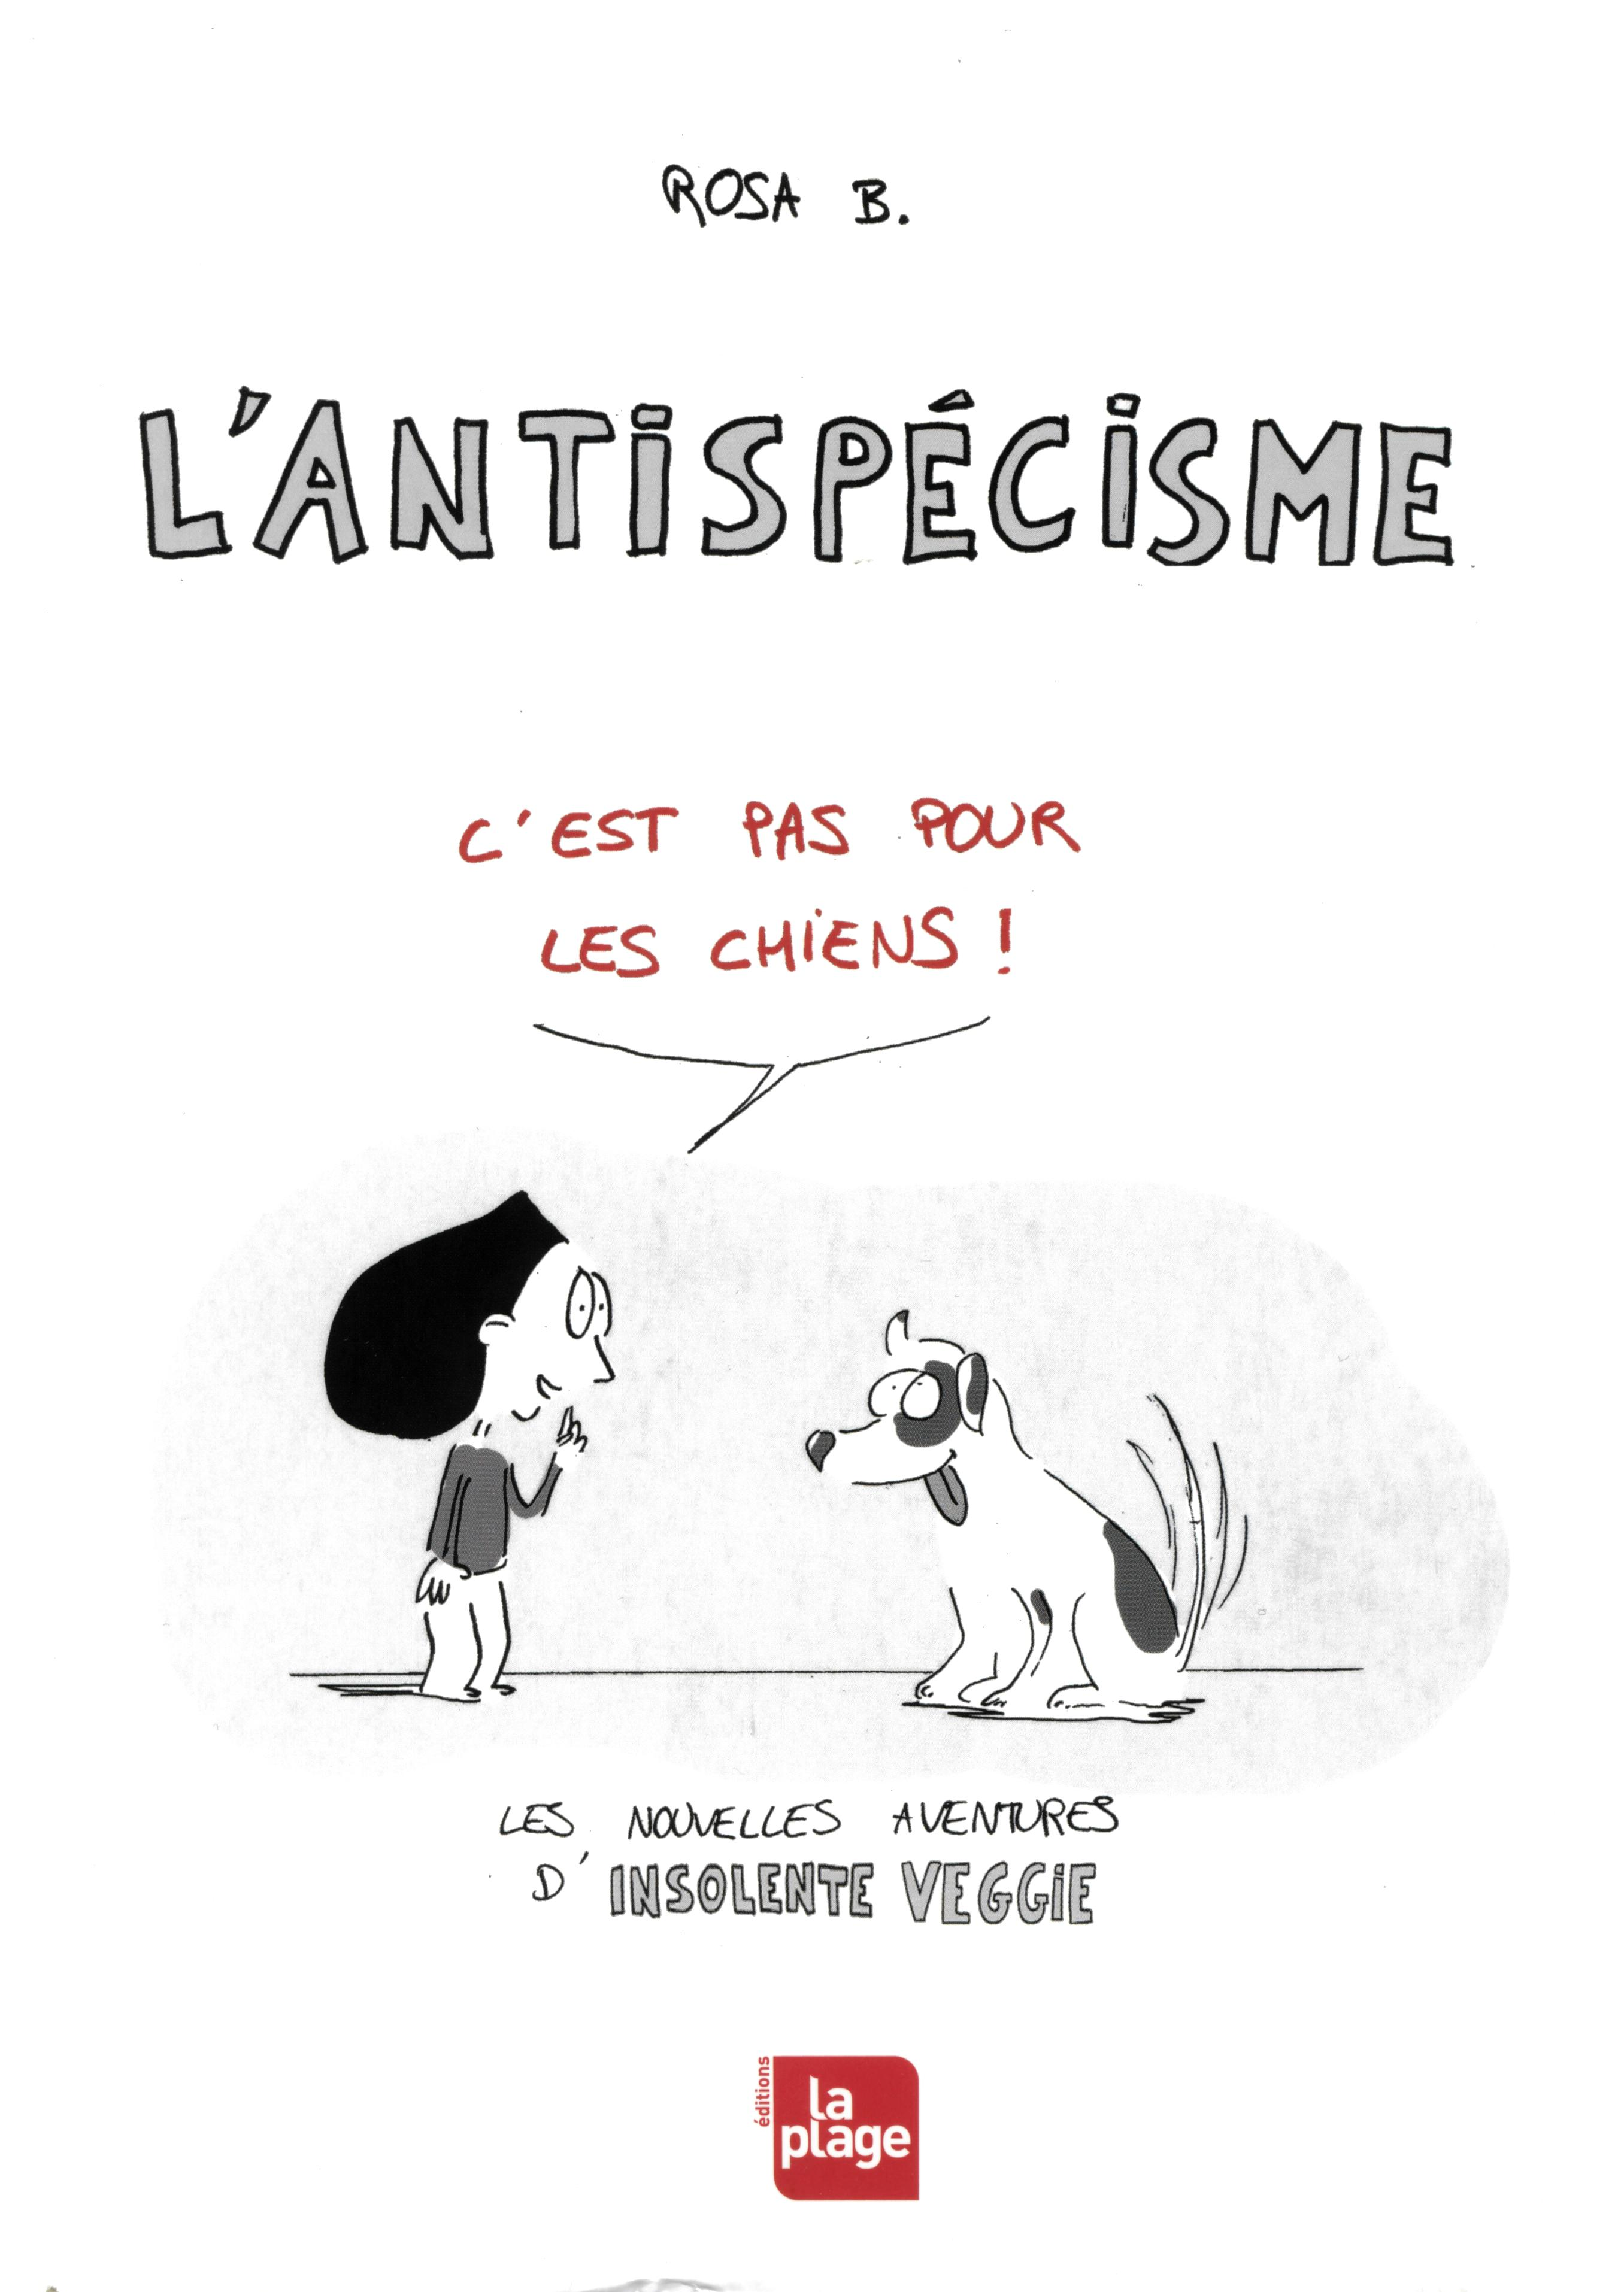 ROSA B.
L'ANTISPÉCISME
C'EST PAS POUR
LES CHIENS !
LES NOUVELLES AVENTURES
D'INSOLENTE VEGGIE
éditions
la
plage